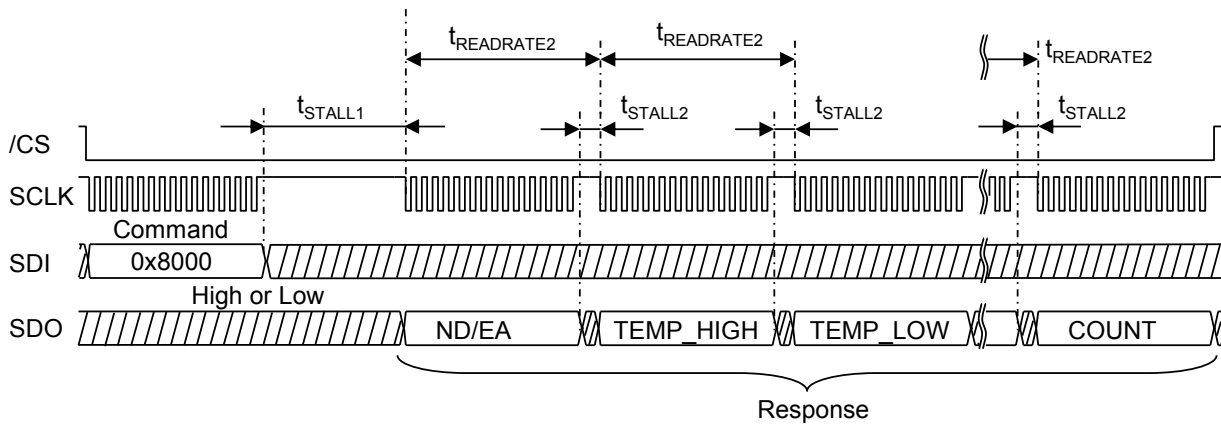 tREADRATE2 tREADRATE2 tREADRATE2
tSTALL1 tSTALL2 tSTALL2 tSTALL2
/CS
SCLK
Command
SDI 0x8000
High or Low
SDO ND/EA TEMP_HIGH TEMP_LOW COUNT
Response